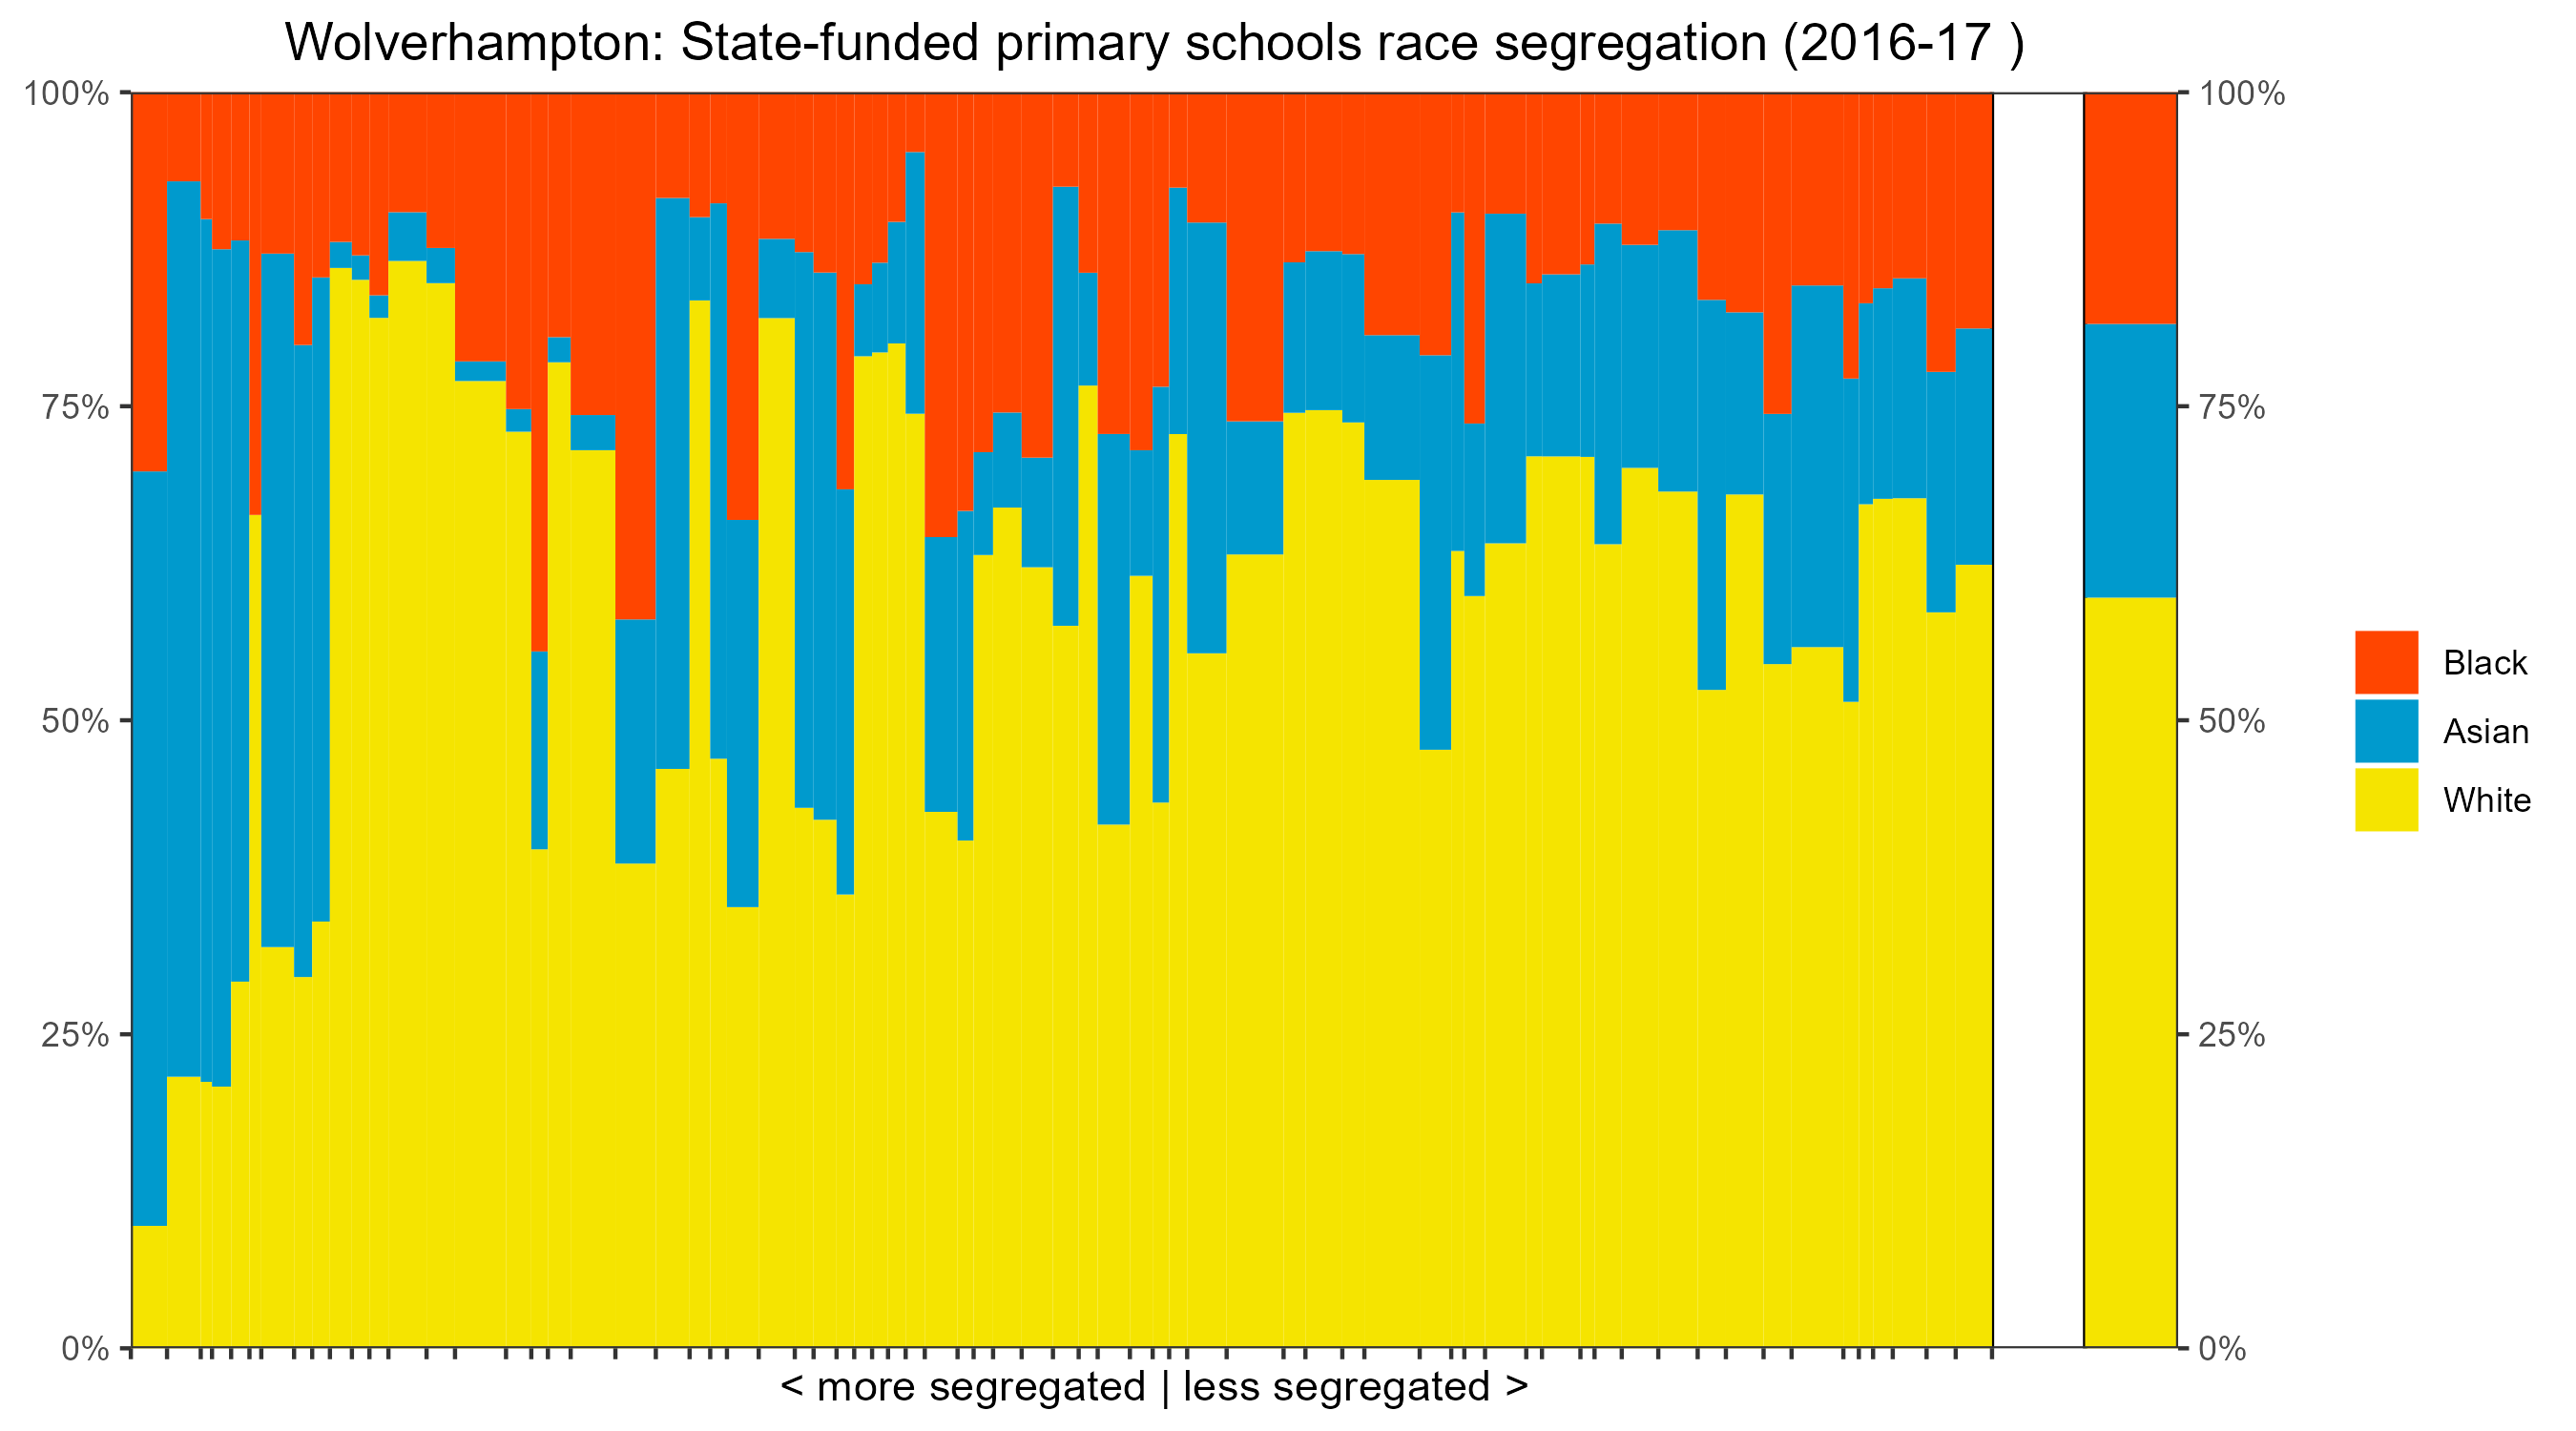 Wolverhampton: State-funded primary schools race segregation (2016-17 )
100%
75%
50%
25%
0%
100%
75%
50%
25%
0%
Black
Asian
White
< more segregated | less segregated >